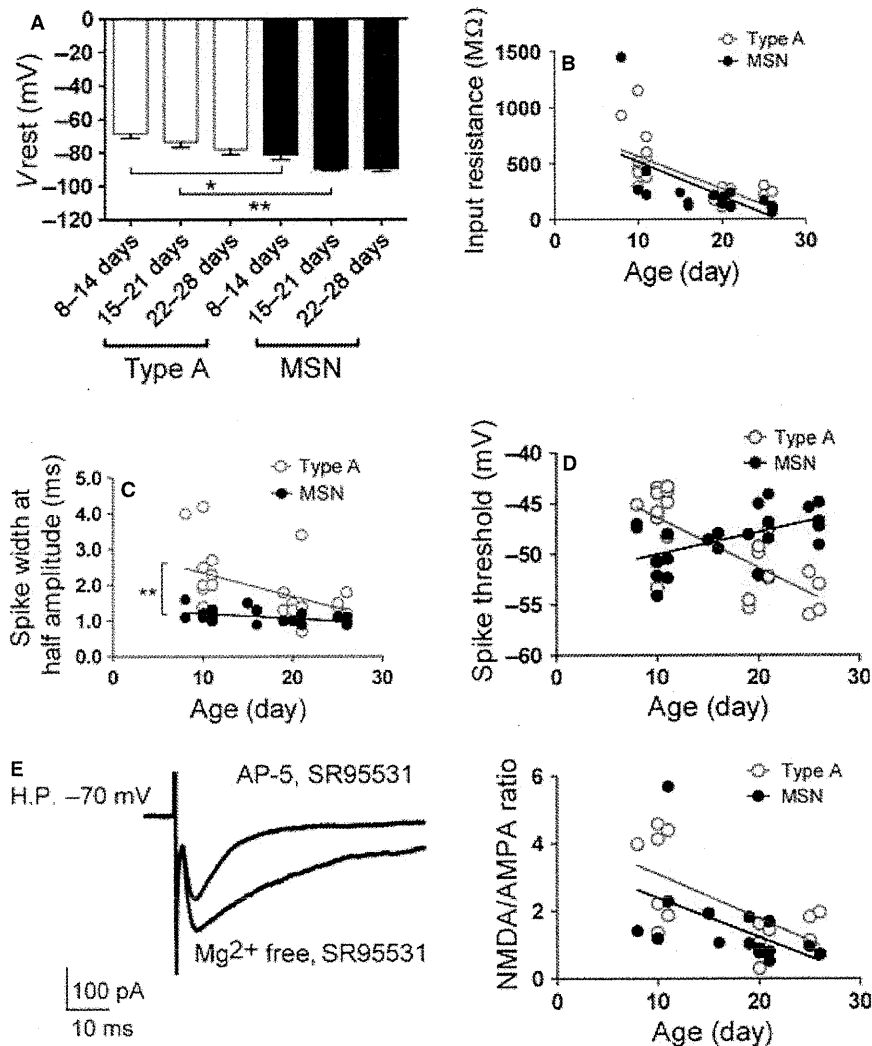 A
Vrest (mV)
0
−20
−40
−60
−80
−100
−120
*
**
8–14 days
15–21 days
22–28 days
8–14 days
15–21 days
22–28 days
Type A
MSN
B
Type A
MSN
Input resistance (MΩ)
1500
1000
500
0
0
10
20
30
Age (day)
C
Type A
MSN
Spike width at
half amplitude (ms)
5.0
4.0
3.0
2.0
1.0
0.0
**
0
10
20
30
Age (day)
D
Type A
MSN
Spike threshold (mV)
−40
−45
−50
−55
−60
0
10
20
30
Age (day)
E
H.P. −70 mV
AP-5, SR95531
Mg2+ free, SR95531
100 pA
10 ms
Type A
MSN
NMDA/AMPA ratio
6
4
2
0
0
10
20
30
Age (day)